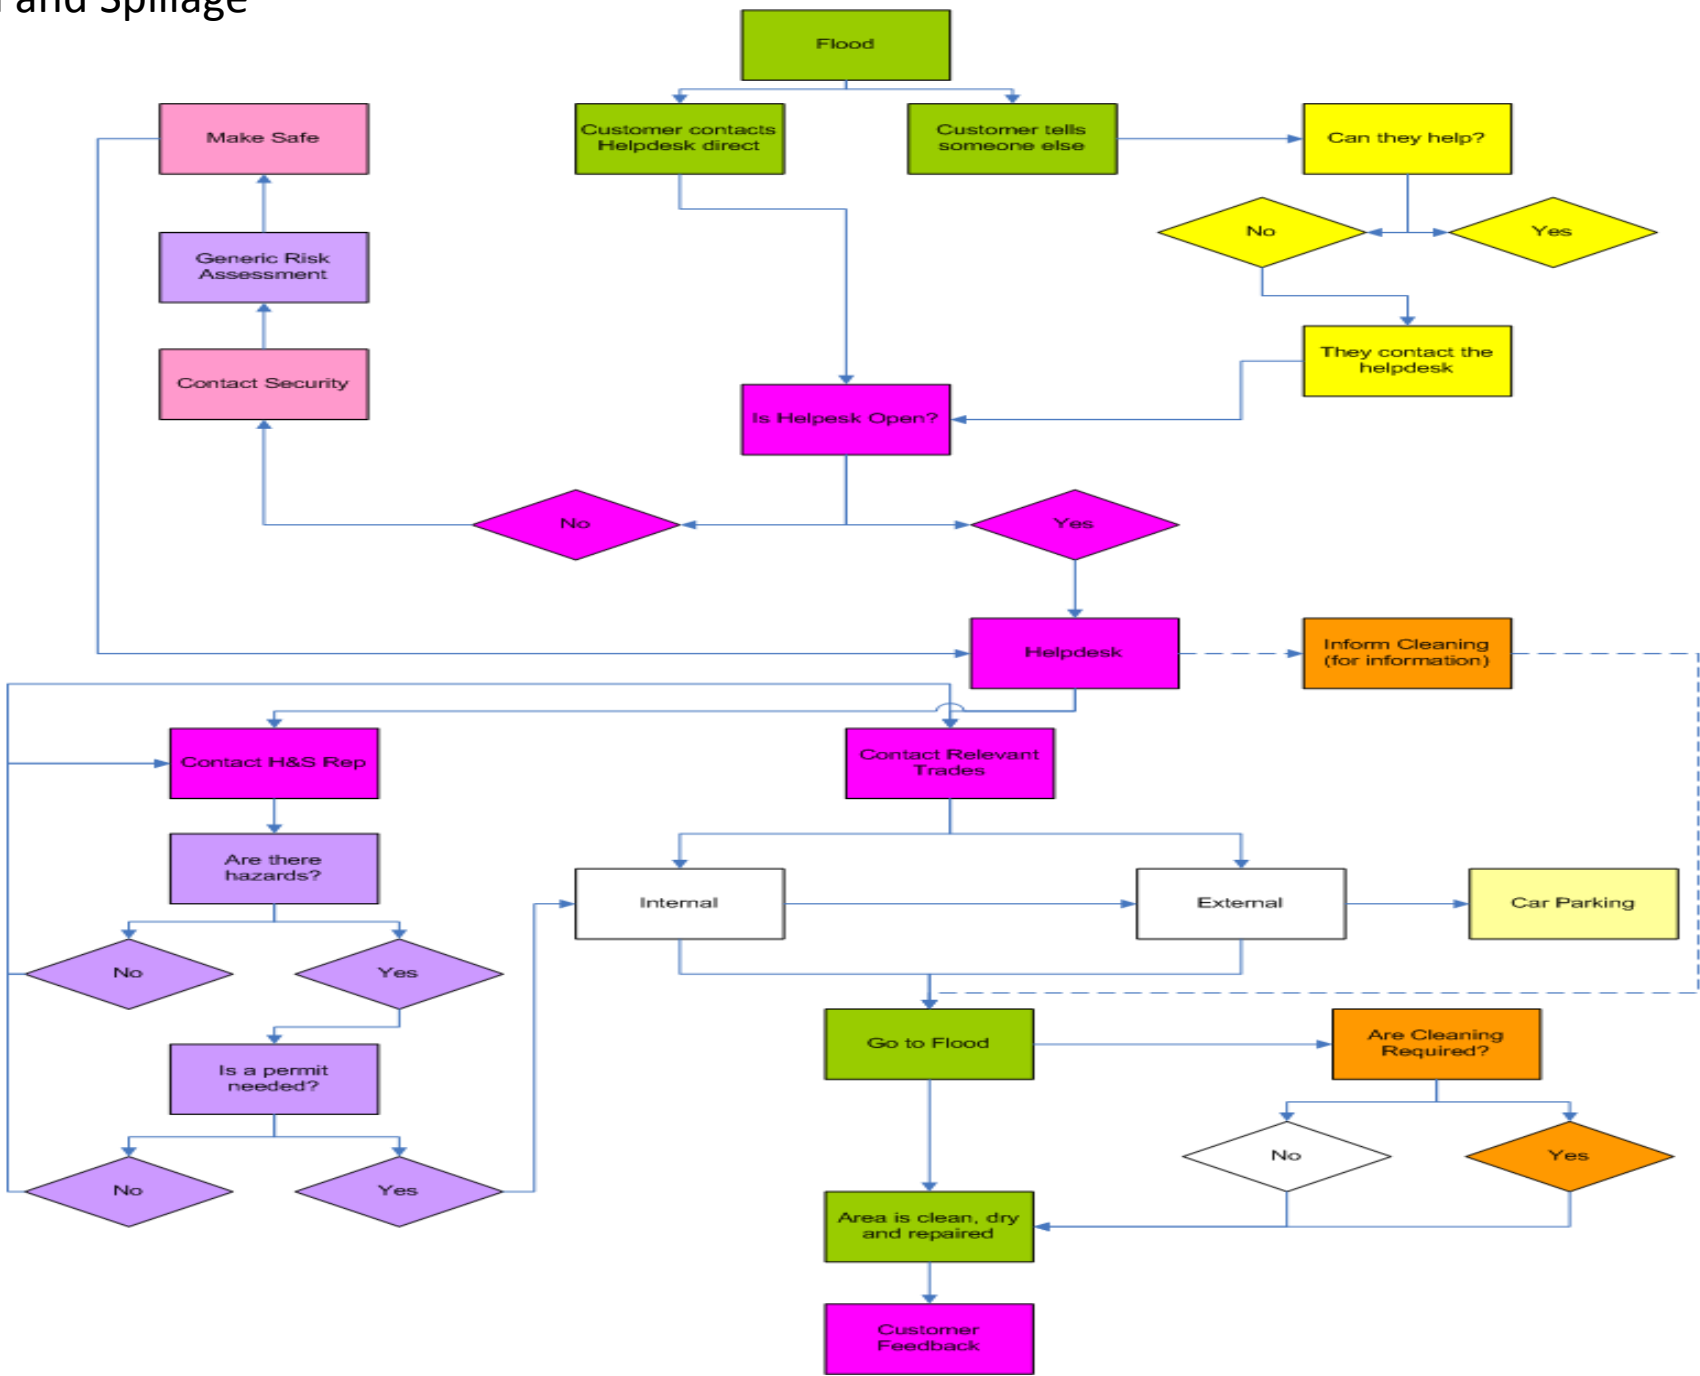 and Spillage
Flood
Make Safe
Customer contacts
Helpdesk direct
Customer tells
someone else
Can they help?
No
Yes
Generic Risk
Assessment
They contact the
helpdesk
Contact Security
Is Helpesk Open?
No
Yes
Helpdesk
Inform Cleaning
(for information)
Contact H&S Rep
Contact Relevant
Trades
Are there
hazards?
Internal
External
Car Parking
No
Yes
Go to Flood
Are Cleaning
Required?
Is a permit
needed?
No
Yes
No
Yes
Area is clean, dry
and repaired
Customer
Feedback